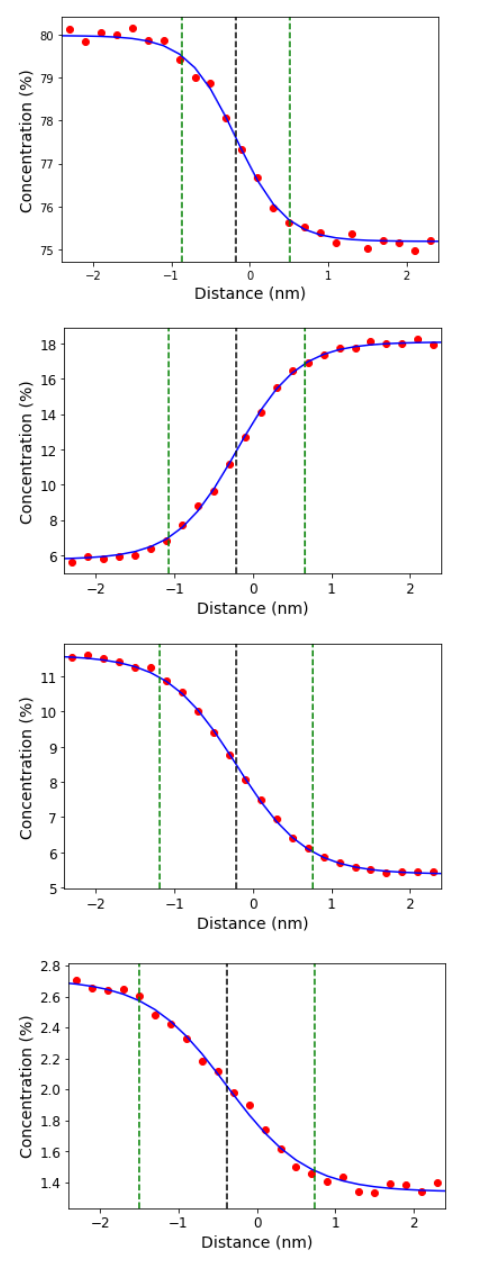 Concentration (%)
80
79
78
77
76
75
−2 −1 0 1 2
Distance (nm)
Concentration (%)
18
16
14
12
10
8
6
−2 −1 0 1 2
Distance (nm)
Concentration (%)
11
10
9
8
7
6
5
−2 −1 0 1 2
Distance (nm)
Concentration (%)
2.8
2.6
2.4
2.2
2.0
1.8
1.6
1.4
−2 −1 0 1 2
Distance (nm)